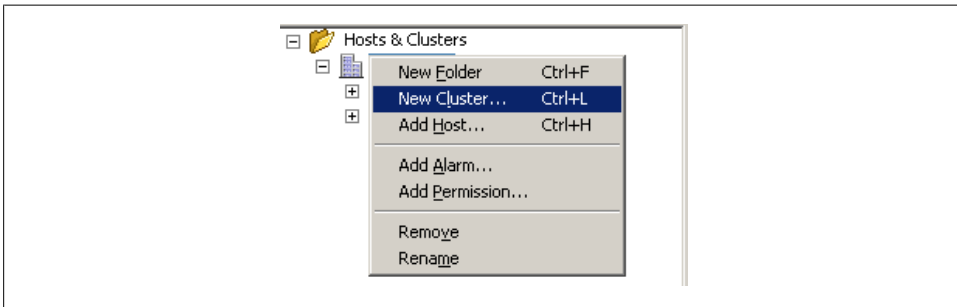 Hosts & Clusters
New Folder Ctrl+F
New Cluster... Ctrl+L
Add Host... Ctrl+H
Add Alarm...
Add Permission...
Remove
Rename